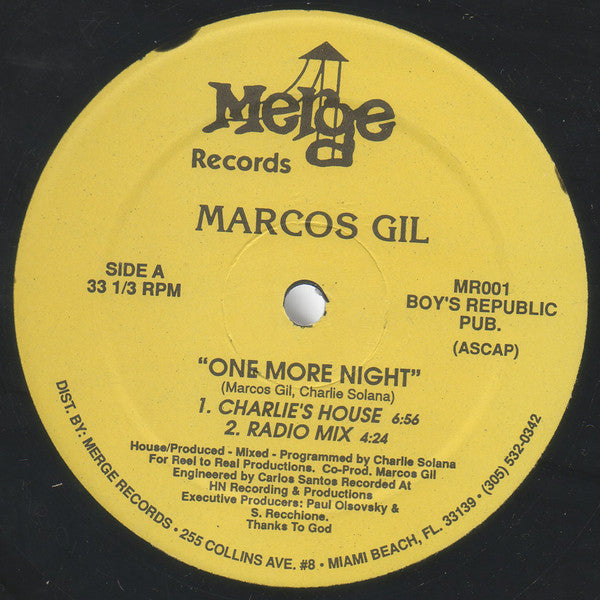 Merge
Records
MARCOS GIL
SIDE A
33 1/3 RPM
MR001
BOY'S REPUBLIC
PUB.
(ASCAP)
"ONE MORE NIGHT"
(Marcos Gil, Charlie Solana)
1. CHARLIE'S HOUSE 6:56
2. RADIO MIX 4:24
House/Produced - Mixed - Programmed by Charlie Solana
For Reel to Real Productions. Co-Prod. Marcos Gil
Engineered by Carlos Santos Recorded At
HN Recording & Productions
Executive Producers: Paul Olsovsky &
S. Recchione.
Thanks To God
DIST. BY: MERGE RECORDS • 255 COLLINS AVE. #8 • MIAMI BEACH, FL. 33139 • (305) 532-0342